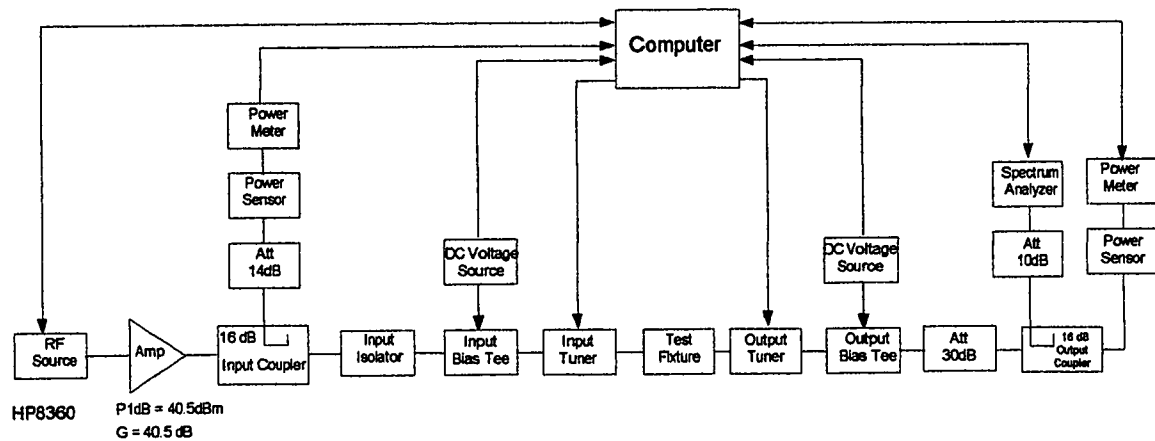 Computer
Power
Meter
Power
Sensor
Att
14dB
DC Voltage
Source
DC Voltage
Source
Spectrum
Analyzer
Att
10dB
Power
Meter
Power
Sensor
RF
Source
Amp
16 dB
Input Coupler
Input
Isolator
Input
Bias Tee
Input
Tuner
Test
Fixture
Output
Tuner
Output
Bias Tee
Att
30dB
16 dB
Output
Coupler
HP8360
P1dB = 40.5dBm
G = 40.5 dB